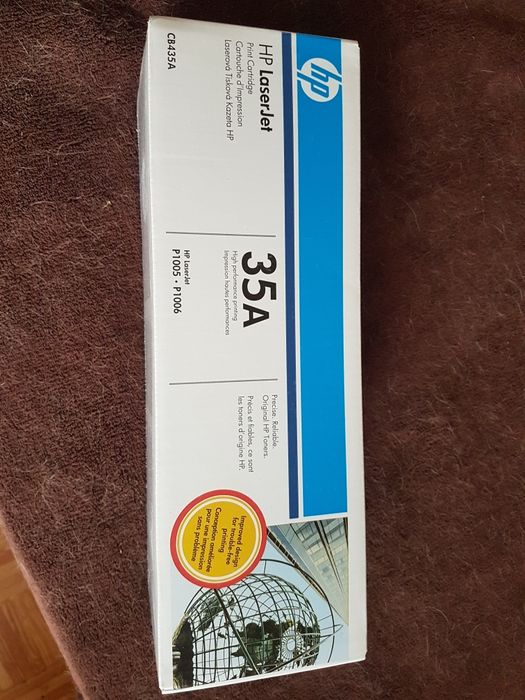 hp
HP LaserJet
Print Cartridge
Cartouche d'Impression
Laserová Tisková Kazeta HP
CB435A
35A
High performance printing
Impression hautes performances
HP LaserJet
P1005 • P1006
Precise. Reliable.
Original HP Toners.
Précis et fiables, ce sont
les toners d'origine HP.
Improved design
for trouble-free
printing
Conception améliorée
pour une impression
sans problème